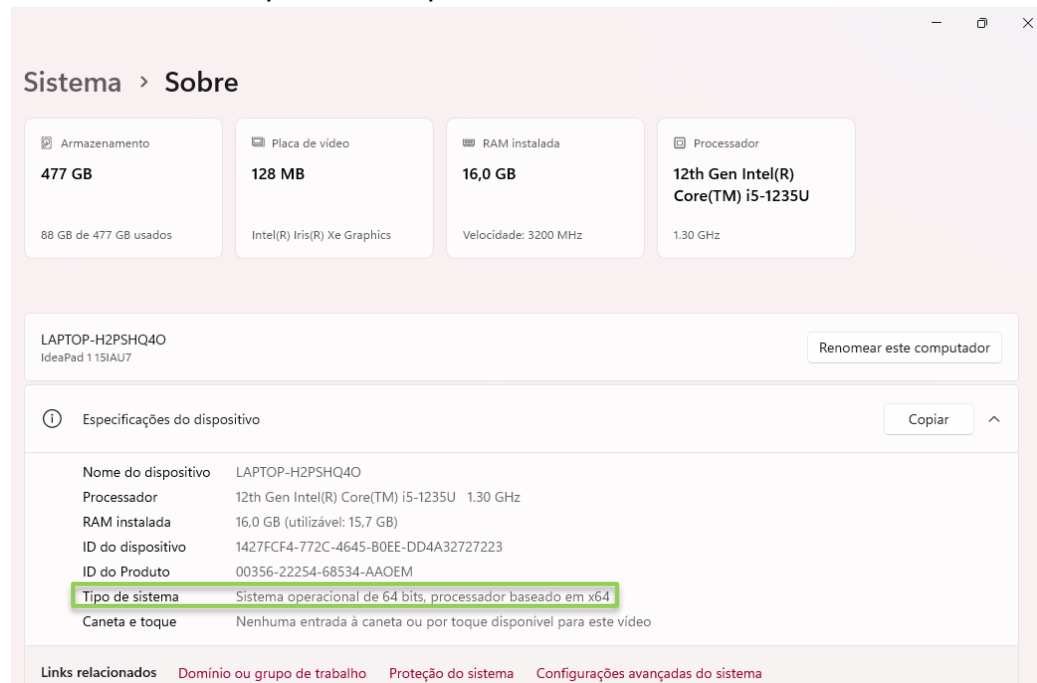 Sistema > Sobre
Armazenamento
477 GB
88 GB de 477 GB usados
Placa de vídeo
128 MB
Intel(R) Iris(R) Xe Graphics
RAM instalada
16,0 GB
Velocidade: 3200 MHz
Processador
12th Gen Intel(R)
Core(TM) i5-1235U
1.30 GHz
LAPTOP-H2PSHQ4O
IdeaPad 1 15IAU7
Renomear este computador
Especificações do dispositivo
Copiar
Nome do dispositivo LAPTOP-H2PSHQ4O
Processador 12th Gen Intel(R) Core(TM) i5-1235U 1.30 GHz
RAM instalada 16,0 GB (utilizável: 15,7 GB)
ID do dispositivo 1427FCF4-772C-4645-B0EE-DD4A32727223
ID do Produto 00356-22254-68534-AAOEM
Tipo de sistema Sistema operacional de 64 bits, processador baseado em x64
Caneta e toque Nenhuma entrada à caneta ou por toque disponível para este vídeo
Links relacionados Domínio ou grupo de trabalho Proteção do sistema Configurações avançadas do sistema